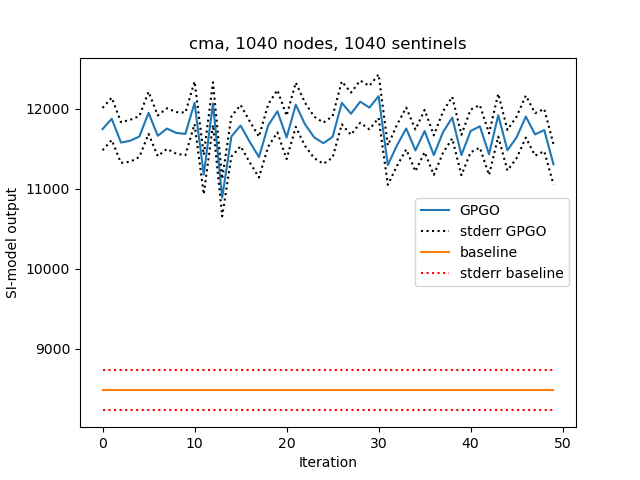 cma, 1040 nodes, 1040 sentinels
12000
11000
10000
9000
SI-model output
GPGO
stderr GPGO
baseline
stderr baseline
0
10
20
30
40
50
Iteration